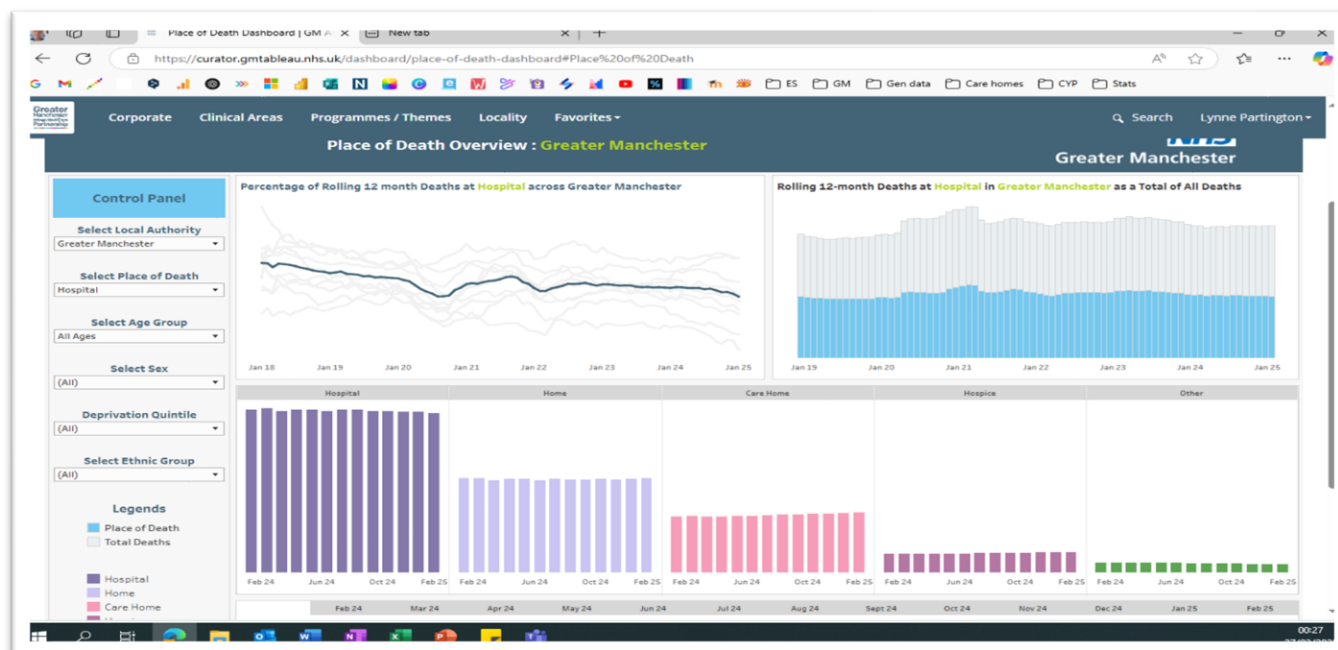 Place of Death Dashboard | GM A
New tab
https://curator.gmtableau.nhs.uk/dashboard/place-of-death-dashboard#Place%20of%20Death
ES
GM
Gen data
Care homes
CYP
Stats
Greater Manchester
Integrated Care Partnership
Corporate
Clinical Areas
Programmes / Themes
Locality
Favorites
Search
Lynne Partington
Place of Death Overview : Greater Manchester
NHS
Greater Manchester
Control Panel
Select Local Authority
Greater Manchester
Select Place of Death
Hospital
Select Age Group
All Ages
Select Sex
(All)
Deprivation Quintile
(All)
Select Ethnic Group
(All)
Legends
Place of Death
Total Deaths
Hospital
Home
Care Home
Percentage of Rolling 12 month Deaths at Hospital across Greater Manchester
Jan 18 Jan 19 Jan 20 Jan 21 Jan 22 Jan 23 Jan 24 Jan 25
Rolling 12-month Deaths at Hospital in Greater Manchester as a Total of All Deaths
Jan 19 Jan 20 Jan 21 Jan 22 Jan 23 Jan 24 Jan 25
Hospital Home Care Home Hospice Other
Feb 24 Jun 24 Oct 24 Feb 25 Feb 24 Jun 24 Oct 24 Feb 25 Feb 24 Jun 24 Oct 24 Feb 25 Feb 24 Jun 24 Oct 24 Feb 25 Feb 24 Jun 24 Oct 24 Feb 25
Feb 24 Mar 24 Apr 24 May 24 Jun 24 Jul 24 Aug 24 Sept 24 Oct 24 Nov 24 Dec 24 Jan 25 Feb 25
00:27